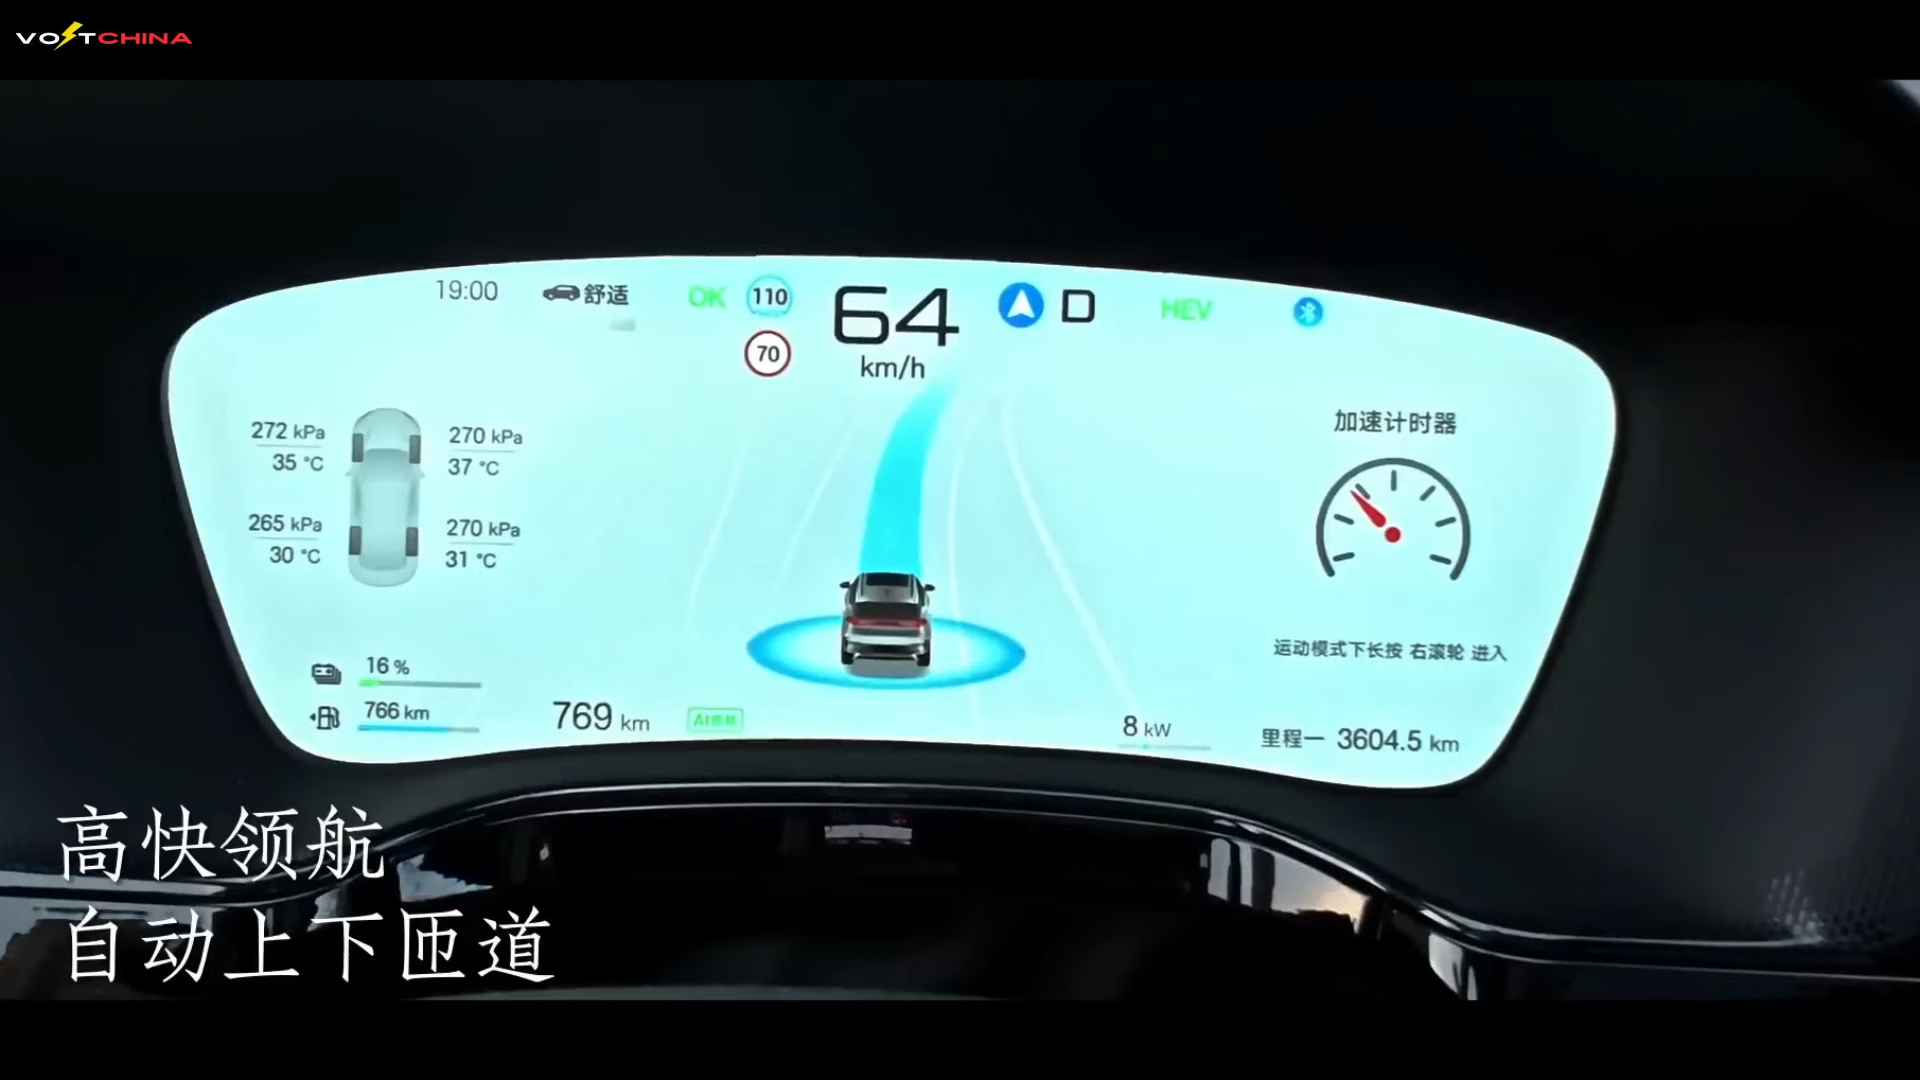 VOLTCHINA
19:00
舒适
OK
110
64
D
HEV
70
km/h
加速计时器
272 kPa
35 °C
270 kPa
37 °C
265 kPa
30 °C
270 kPa
31 °C
运动模式下长按 右滚轮 进入
16 %
766 km
769 km
8 kW
里程一 3604.5 km
高快领航
自动上下匝道